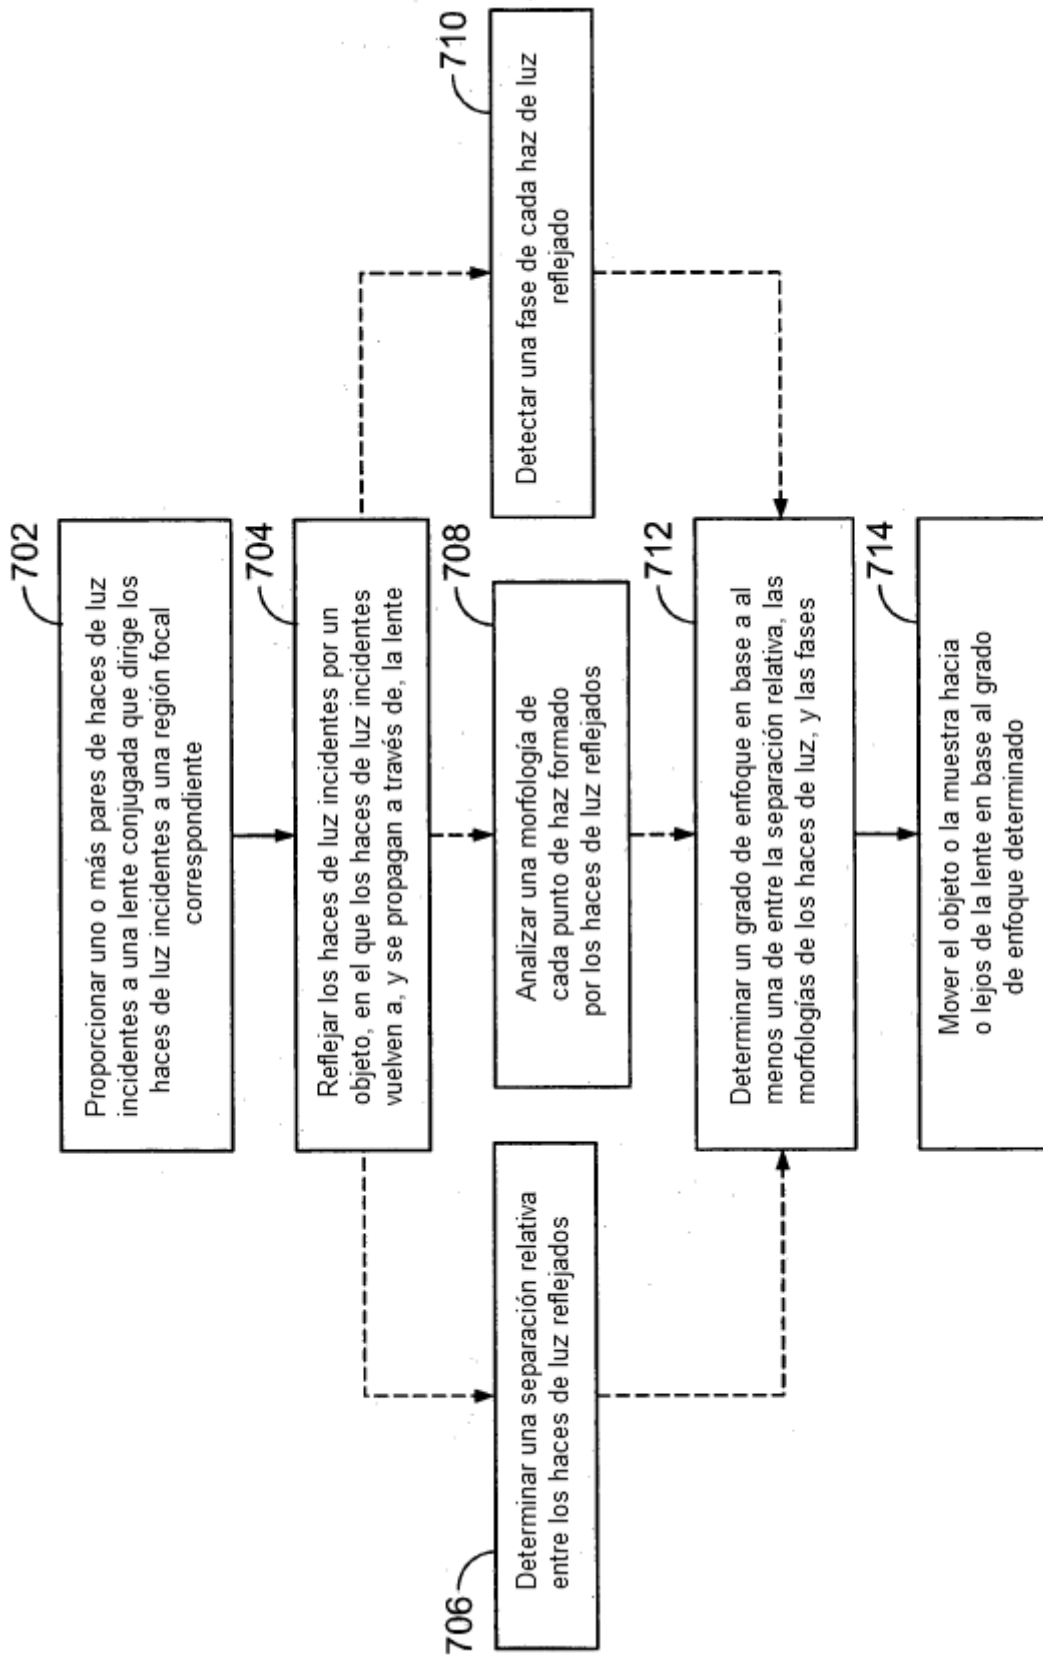 702
Proporcionar uno o más pares de haces de luz
incidentes a una lente conjugada que dirige los
haces de luz incidentes a una región focal
correspondiente
704
Reflejar los haces de luz incidentes por un
objeto, en el que los haces de luz incidentes
vuelven a, y se propagan a través de, la lente
706
Determinar una separación relativa
entre los haces de luz reflejados
708
Analizar una morfología de
cada punto de haz formado
por los haces de luz reflejados
710
Detectar una fase de cada haz de luz
reflejado
712
Determinar un grado de enfoque en base a al
menos una de entre la separación relativa, las
morfologías de los haces de luz, y las fases
714
Mover el objeto o la muestra hacia
o lejos de la lente en base al grado
de enfoque determinado